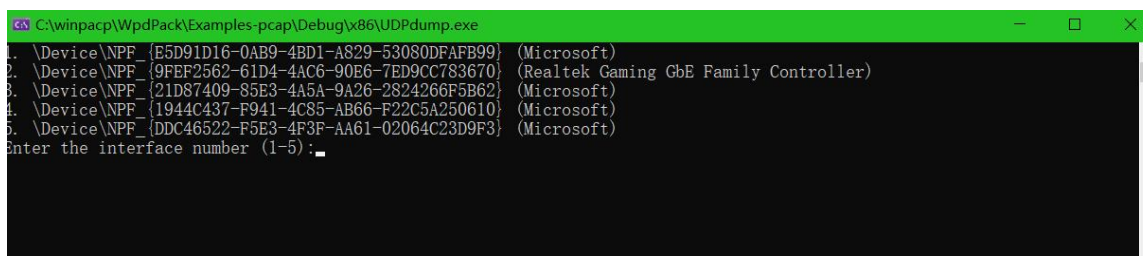 C:\winpacp\WpdPack\Examples-pcap\Debug\x86\UDPdump.exe
1. \Device\NPF_{E5D91D16-0AB9-4BD1-A829-53080DFAFB99} (Microsoft)
2. \Device\NPF_{9FEF2562-61D4-4AC6-90E6-7ED9CC783670} (Realtek Gaming GbE Family Controller)
3. \Device\NPF_{21D87409-85E3-4A5A-9A26-2824266F5B62} (Microsoft)
4. \Device\NPF_{1944C437-F941-4C85-AB66-F22C5A250610} (Microsoft)
5. \Device\NPF_{DDC46522-F5E3-4F3F-AA61-02064C23D9F3} (Microsoft)
Enter the interface number (1-5):